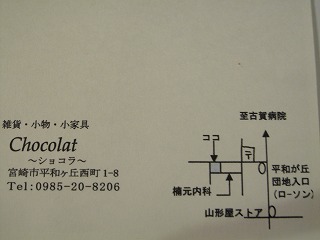 雑貨・小物・小家具
Chocolat
～ショコラ～
宮崎市平和ヶ丘西町1-8
Tel:0985-20-8206
至古賀病院
ココ
〒
平和が丘
団地入口
(ローソン)
楠元内科
山形屋ストア